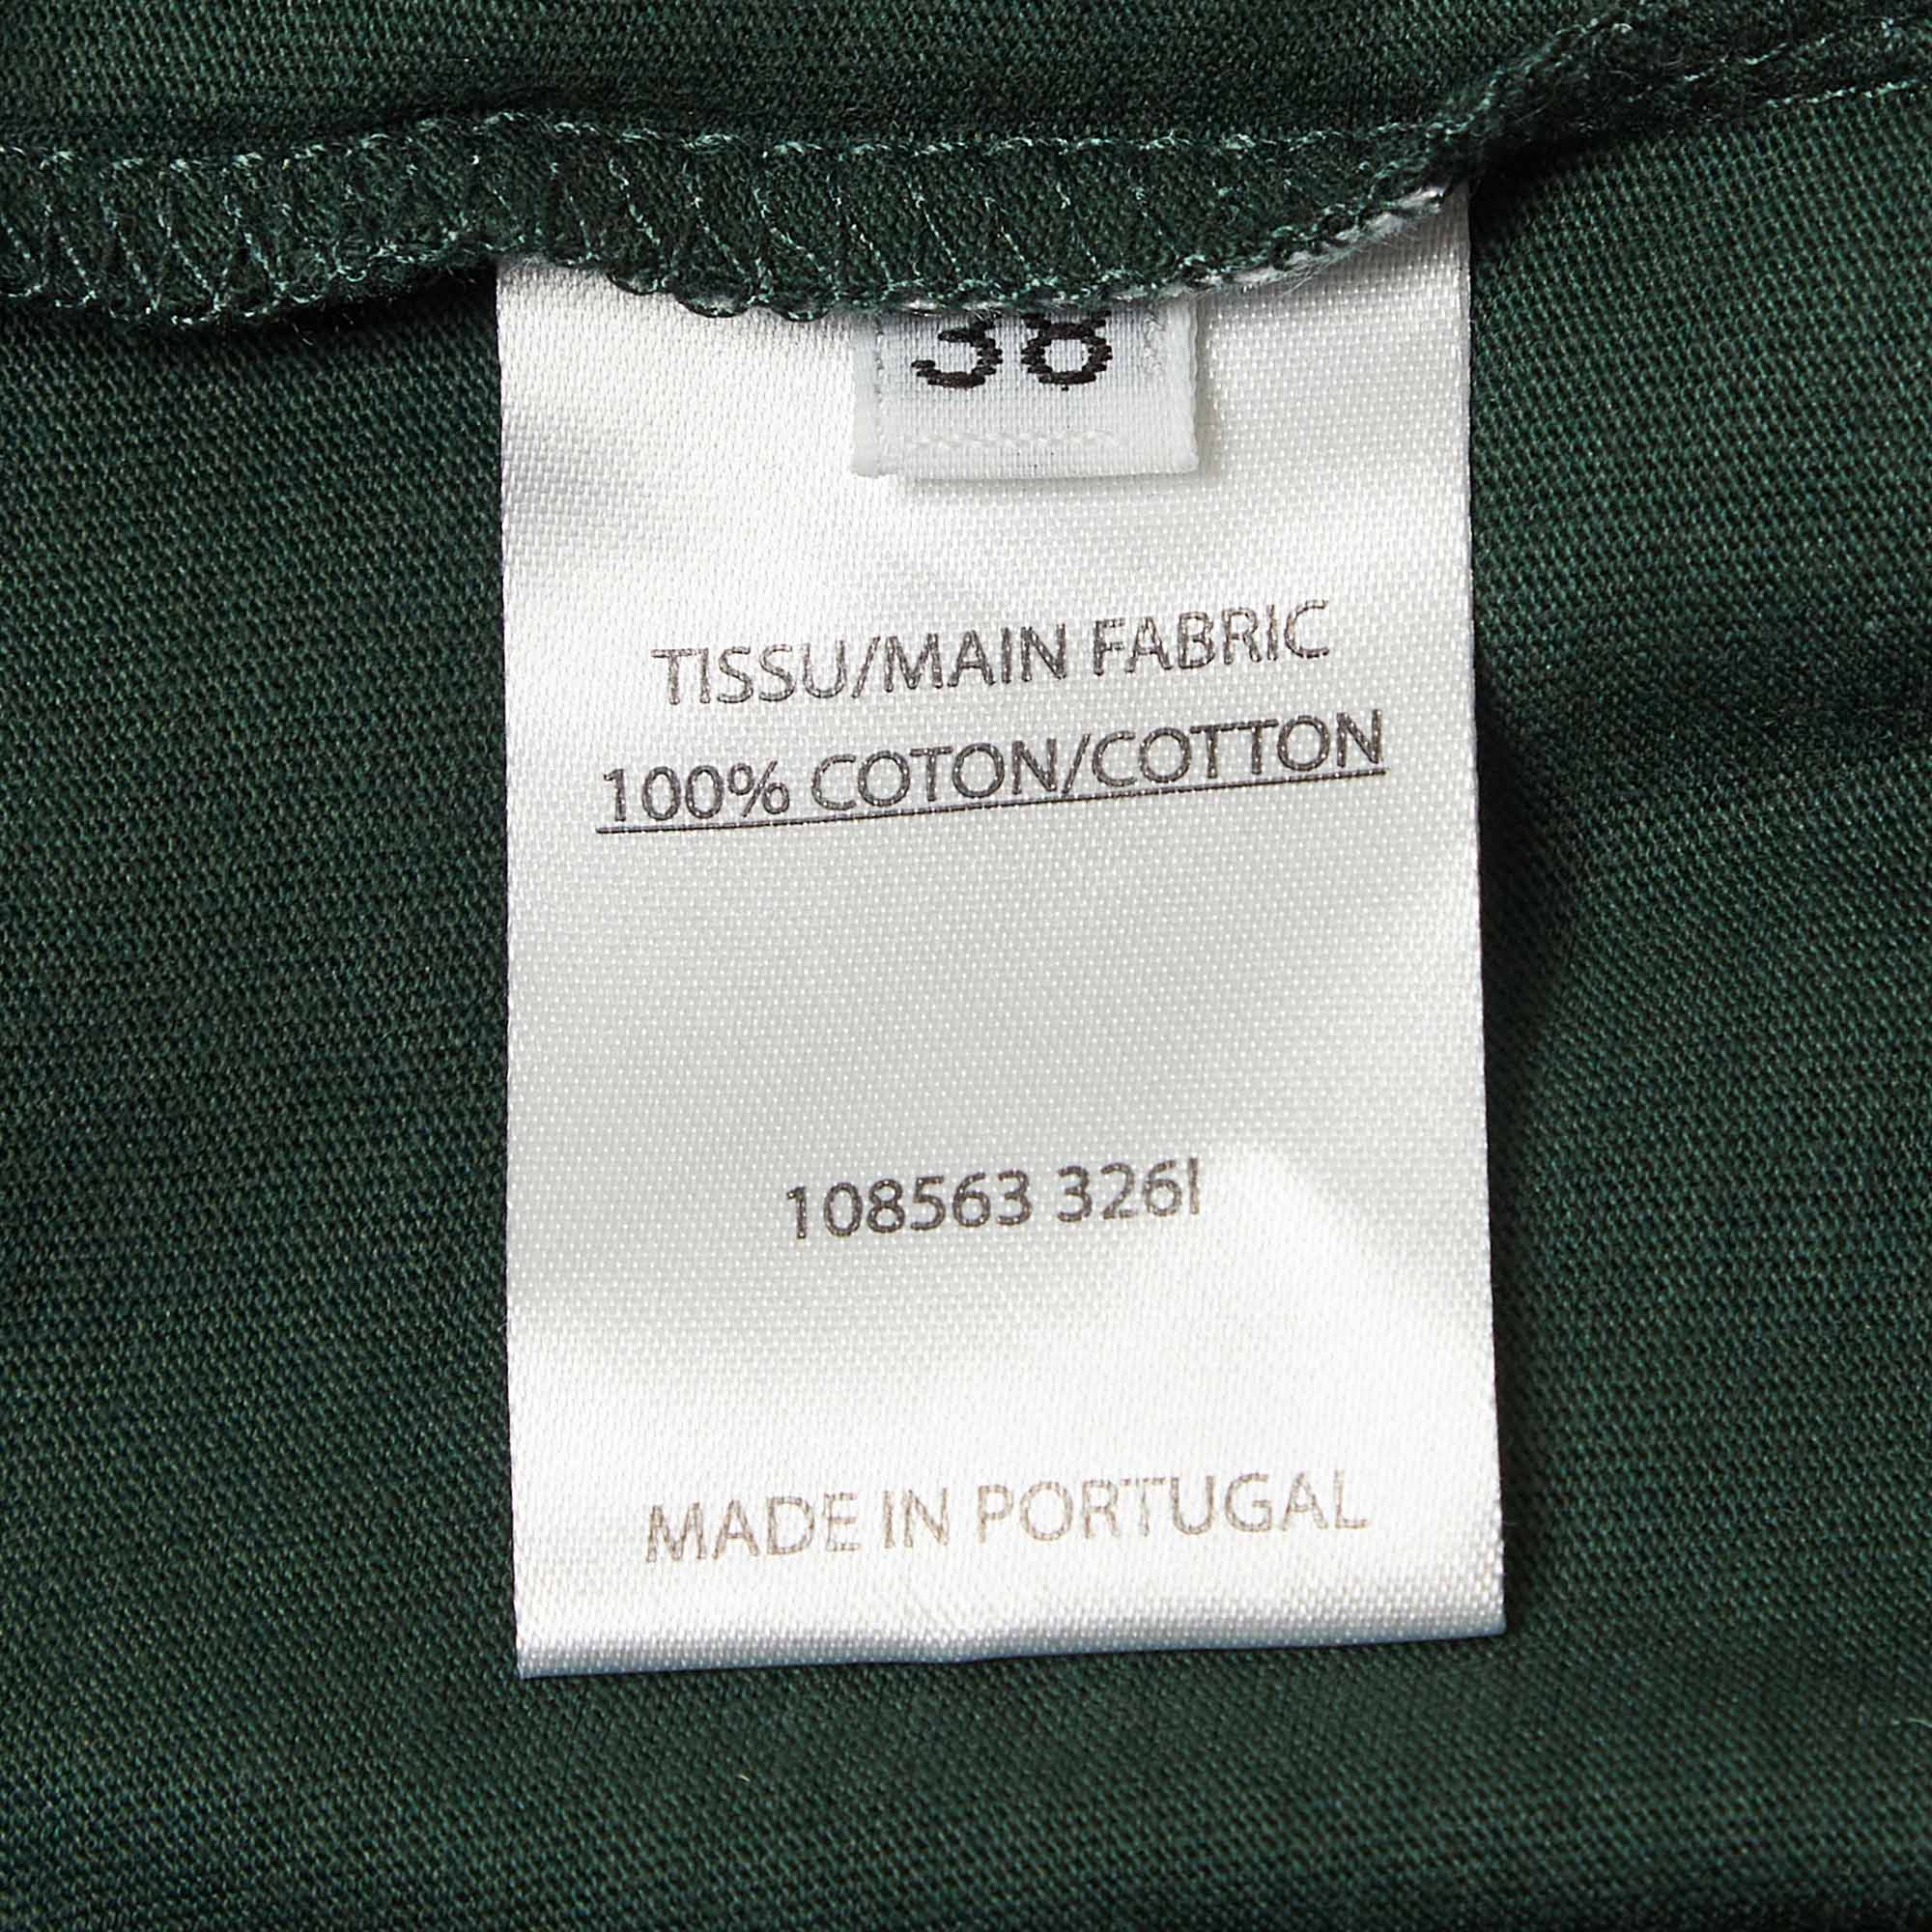 38
TISSU/MAIN FABRIC
100% COTON/COTTON
108563 326I
MADE IN PORTUGAL